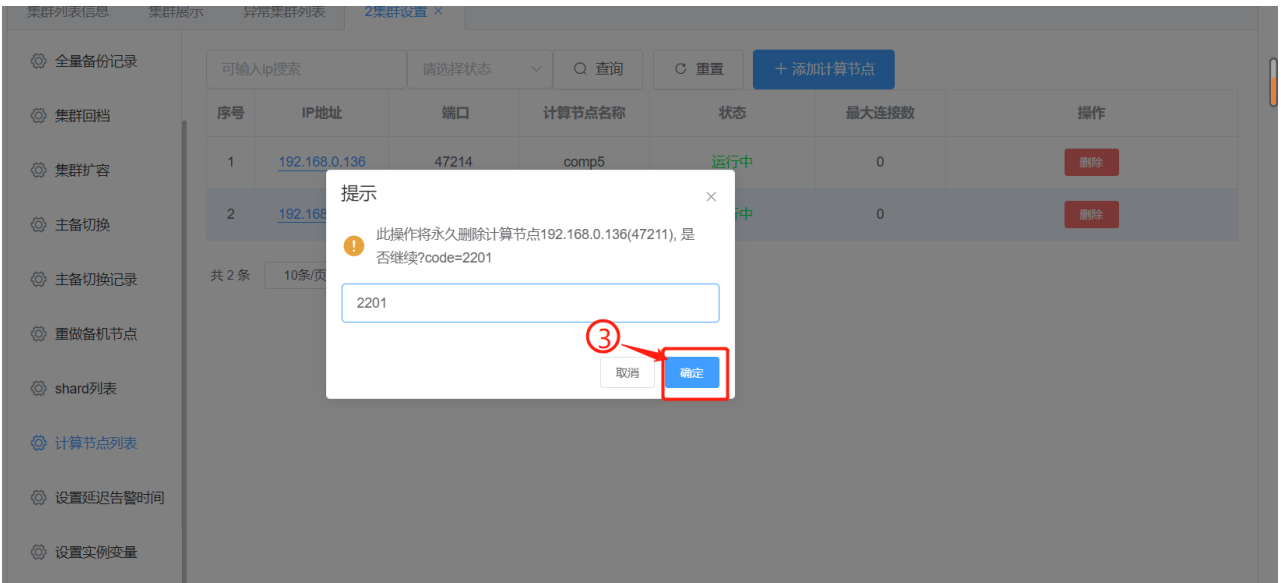 集群列表信息 集群展示 异常集群列表 2集群设置 ×
全量备份记录
集群回档
集群扩容
主备切换
主备切换记录
重做备机节点
shard列表
计算节点列表
设置延迟告警时间
设置实例变量
可输入ip搜索 请选择状态 查询 重置 + 添加计算节点
序号 IP地址 端口 计算节点名称 状态 最大连接数 操作
1 192.168.0.136 47214 comp5 运行中 0 删除
2 192.168 行中 0 删除
共 2 条 10条/页
提示
此操作将永久删除计算节点192.168.0.136(47211), 是
否继续?code=2201
2201
③
取消 确定